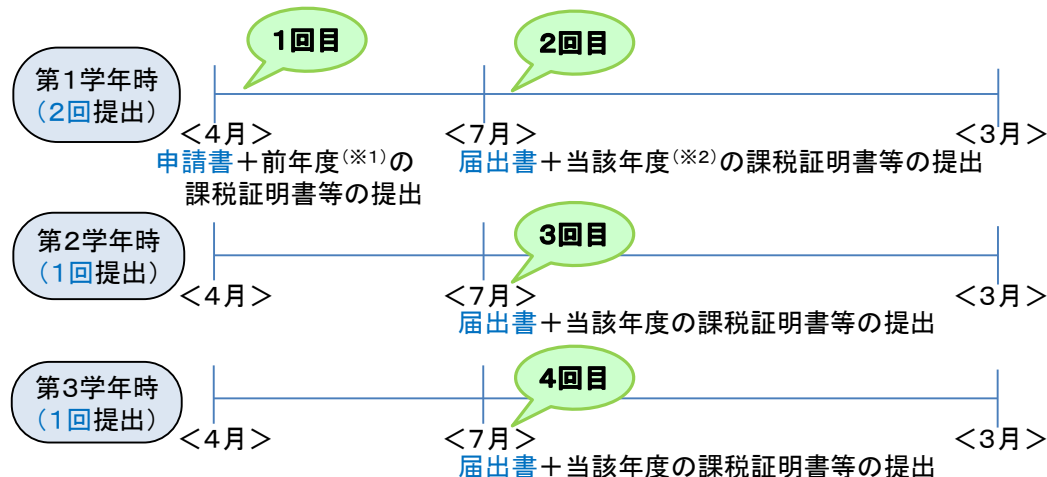 1回目
2回目
第1学年時
(2回提出)
<4月>
<7月>
<3月>
申請書+前年度(※1)の
課税証明書等の提出
届出書+当該年度(※2)の課税証明書等の提出
3回目
第2学年時
(1回提出)
<4月>
<7月>
<3月>
届出書+当該年度の課税証明書等の提出
4回目
第3学年時
(1回提出)
<4月>
<7月>
<3月>
届出書+当該年度の課税証明書等の提出